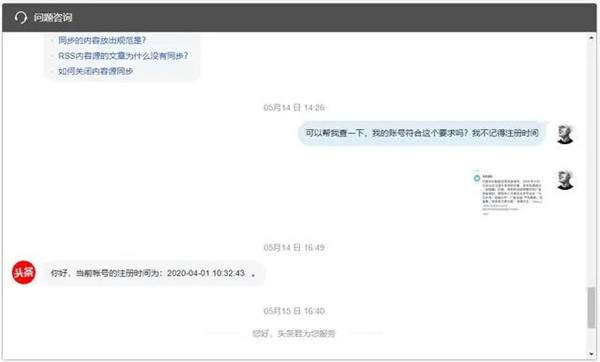 问题咨询
同步的内容放出规范是?
RSS内容源的文章为什么没有同步?
如何关闭内容源同步
05月14 日 14:26
可以帮我查一下，我的账号符合这个要求吗？我不记得注册时间
05月14 日 16:49
头条
你好，当前帐号的注册时间为：2020-04-01 10:32:43 。
05月15 日 16:40
您好，头条君为您服务